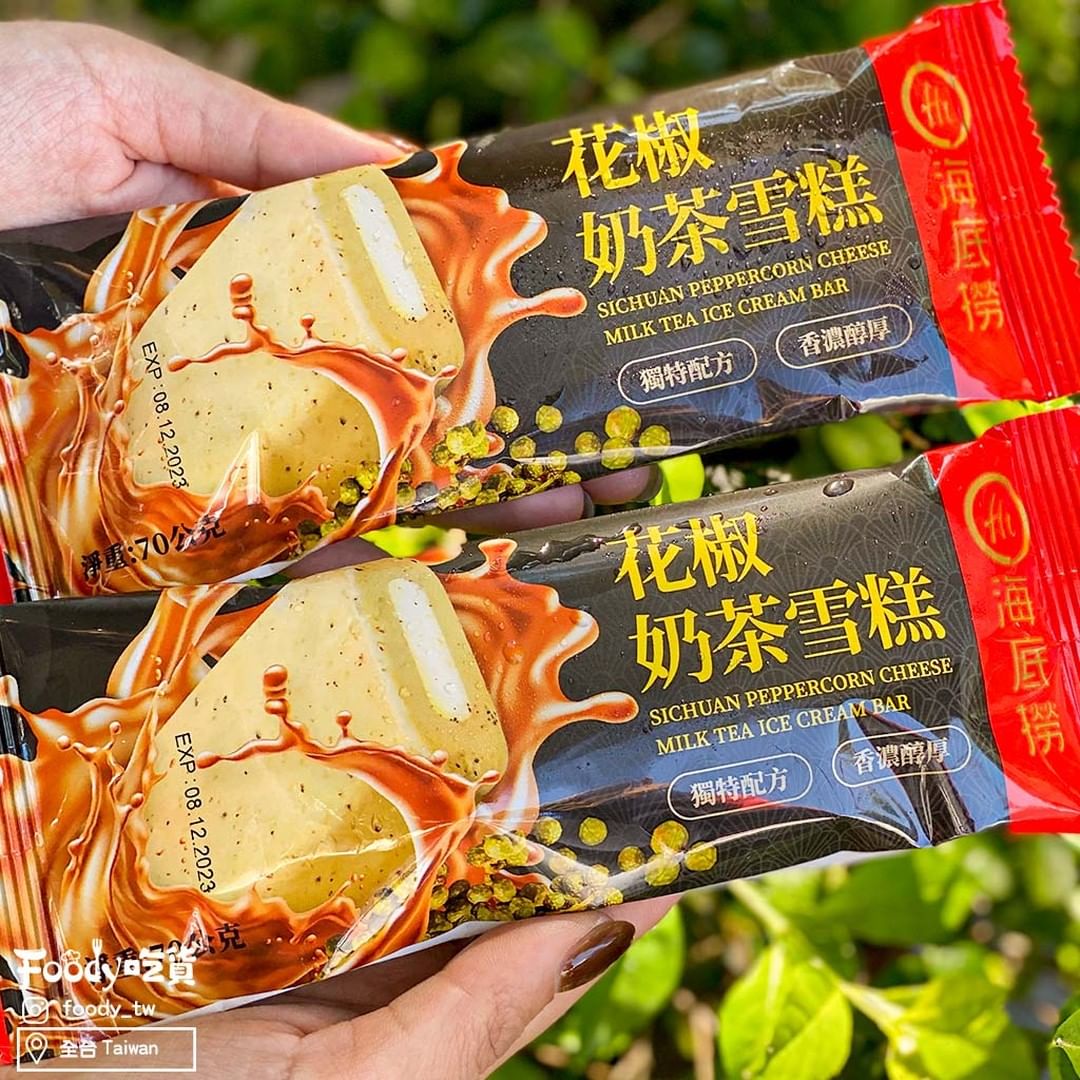 海底撈
花椒
奶茶雪糕
SICHUAN PEPPERCORN CHEESE
MILK TEA ICE CREAM BAR
獨特配方
香濃醇厚
EXP : 08.12.2023
淨重:70公克
海底撈
花椒
奶茶雪糕
SICHUAN PEPPERCORN CHEESE
MILK TEA ICE CREAM BAR
獨特配方
香濃醇厚
EXP : 08.12.2023
公克
Foody吃貨
foody_tw
全台 Taiwan